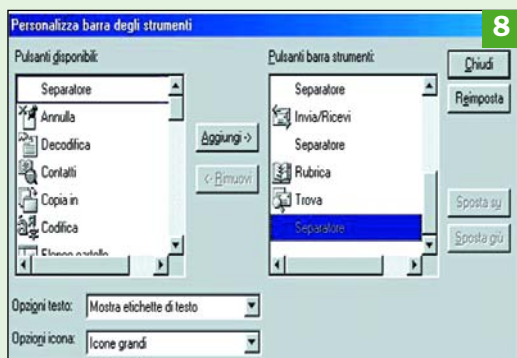 Personalizza barra degli strumenti
8
Pulsanti disponibili:
Separatore
Annulla
Decodifica
Contatti
Copia in
Codifica
Elenco cartelle
Aggiungi ->
<- Rimuovi
Pulsanti barra strumenti:
Separatore
Invia/Ricevi
Separatore
Rubrica
Trova
Separatore
Chiudi
Reimposta
Sposta su
Sposta giù
Opzioni testo:
Mostra etichette di testo
Opzioni icona:
Icone grandi